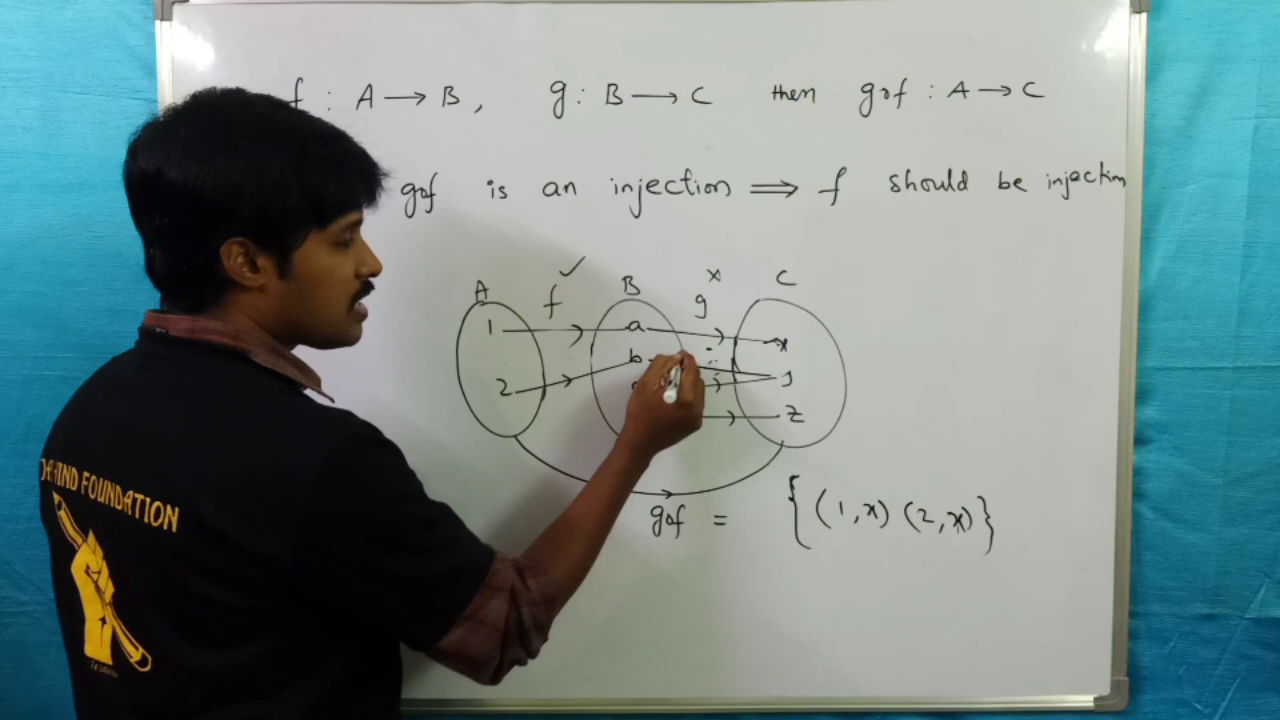 f : A → B , g : B → C then gof : A → C
gof is an injection ⟹ f should be injection
✓ x
A f B g C
1 a x
2 b y
z
gof = { (1, x) (2, x) }
FOUNDATION